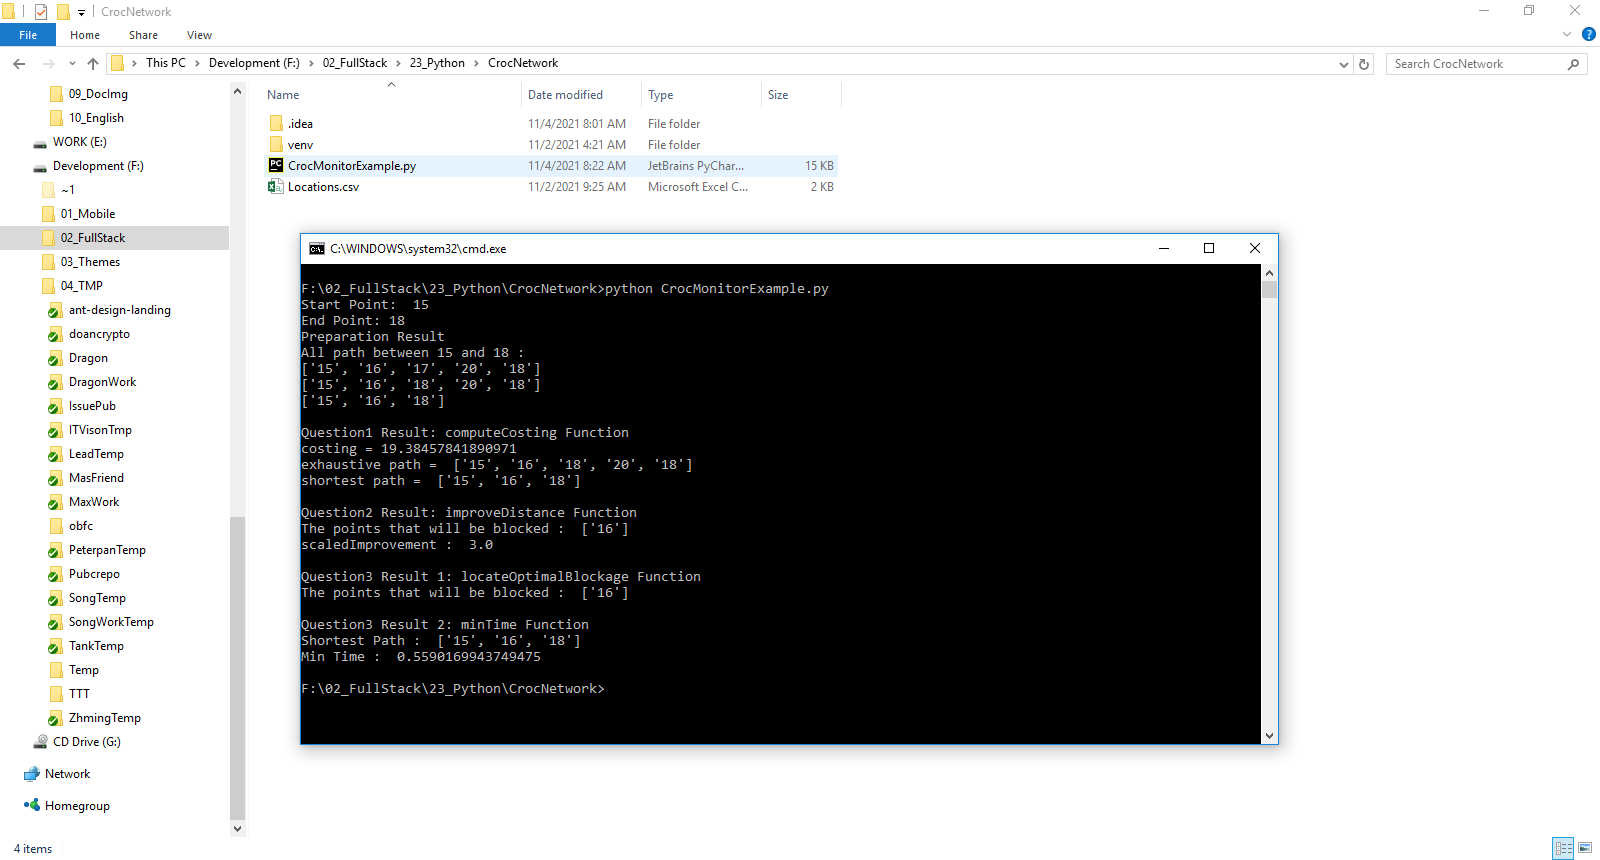 CrocNetwork
File Home Share View
This PC > Development (F:) > 02_FullStack > 23_Python > CrocNetwork
Search CrocNetwork
09_DocImg
10_English
WORK (E:)
Development (F:)
~1
01_Mobile
02_FullStack
03_Themes
04_TMP
ant-design-landing
doancrypto
Dragon
DragonWork
IssuePub
ITVisonTmp
LeadTemp
MasFriend
MaxWork
obfc
PeterpanTemp
Pubcrepo
SongTemp
SongWorkTemp
TankTemp
Temp
TTT
ZhmingTemp
CD Drive (G:)
Network
Homegroup
Name Date modified Type Size
.idea 11/4/2021 8:01 AM File folder
venv 11/2/2021 4:21 AM File folder
CrocMonitorExample.py 11/4/2021 8:22 AM JetBrains PyChar... 15 KB
Locations.csv 11/2/2021 9:25 AM Microsoft Excel C... 2 KB
C:\WINDOWS\system32\cmd.exe
F:\02_FullStack\23_Python\CrocNetwork>python CrocMonitorExample.py
Start Point:  15
End Point: 18
Preparation Result
All path between 15 and 18 :
['15', '16', '17', '20', '18']
['15', '16', '18', '20', '18']
['15', '16', '18']
Question1 Result: computeCosting Function
costing = 19.38457841890971
exhaustive path =  ['15', '16', '18', '20', '18']
shortest path =  ['15', '16', '18']
Question2 Result: improveDistance Function
The points that will be blocked :  ['16']
scaledImprovement :  3.0
Question3 Result 1: locateOptimalBlockage Function
The points that will be blocked :  ['16']
Question3 Result 2: minTime Function
Shortest Path :  ['15', '16', '18']
Min Time :  0.5590169943749475
F:\02_FullStack\23_Python\CrocNetwork>
4 items